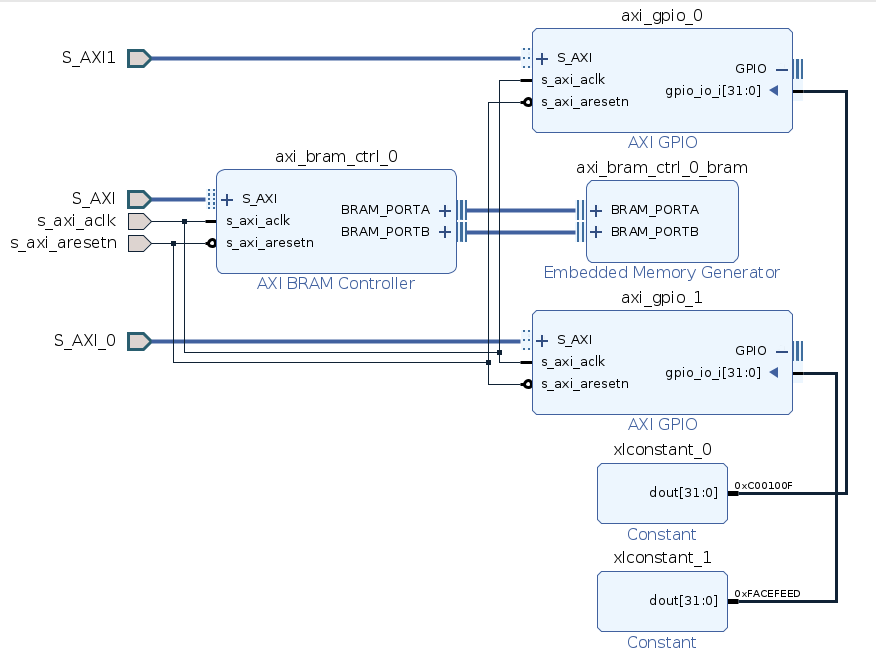 axi_gpio_0
S_AXI1
S_AXI
s_axi_aclk
s_axi_aresetn
GPIO
gpio_io_i[31:0]
AXI GPIO
axi_bram_ctrl_0
S_AXI
s_axi_aclk
s_axi_aresetn
S_AXI
s_axi_aclk
s_axi_aresetn
BRAM_PORTA
BRAM_PORTB
AXI BRAM Controller
axi_bram_ctrl_0_bram
BRAM_PORTA
BRAM_PORTB
Embedded Memory Generator
axi_gpio_1
S_AXI_0
S_AXI
s_axi_aclk
s_axi_aresetn
GPIO
gpio_io_i[31:0]
AXI GPIO
xlconstant_0
dout[31:0]
0xC00100F
Constant
xlconstant_1
dout[31:0]
0xFACEFEED
Constant